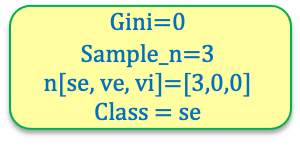 Gini=0
Sample_n=3
n[se, ve, vi]=[3,0,0]
Class = se